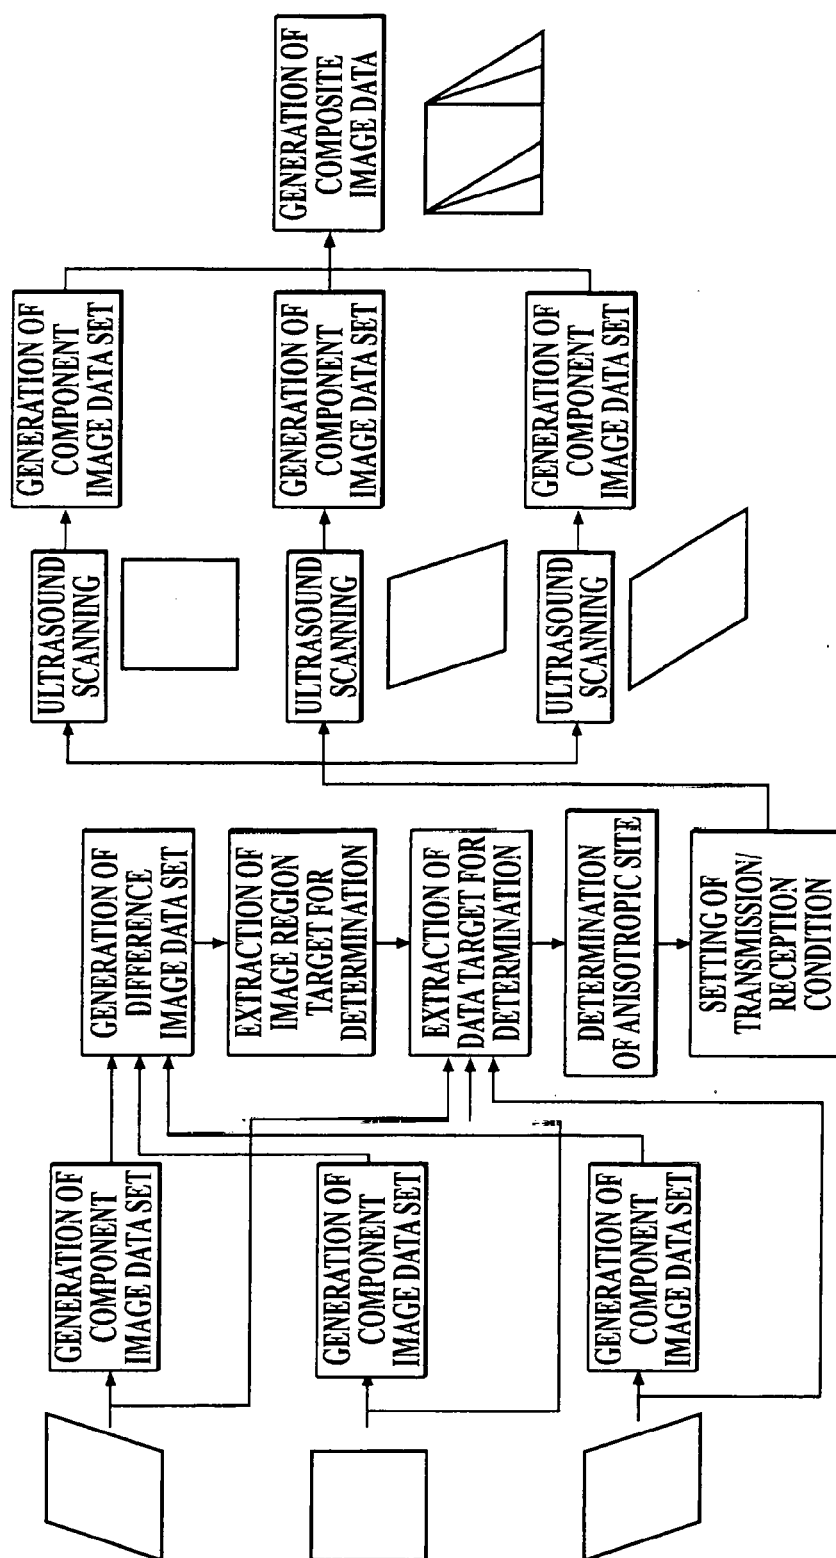 GENERATION OF
COMPONENT
IMAGE DATA SET
GENERATION OF
COMPONENT
IMAGE DATA SET
GENERATION OF
COMPONENT
IMAGE DATA SET
GENERATION OF
DIFFERENCE
IMAGE DATA SET
EXTRACTION OF
IMAGE REGION
TARGET FOR
DETERMINATION
EXTRACTION OF
DATA TARGET FOR
DETERMINATION
DETERMINATION
OF ANISOTROPIC SITE
SETTING OF
TRANSMISSION/
RECEPTION
CONDITION
ULTRASOUND
SCANNING
ULTRASOUND
SCANNING
ULTRASOUND
SCANNING
GENERATION OF
COMPONENT
IMAGE DATA SET
GENERATION OF
COMPONENT
IMAGE DATA SET
GENERATION OF
COMPONENT
IMAGE DATA SET
GENERATION OF
COMPOSITE
IMAGE DATA